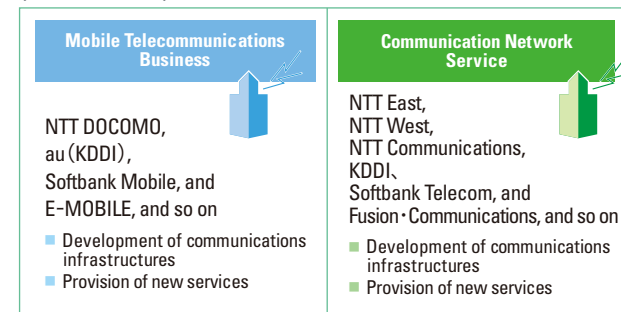 Mobile Telecommunications
Business
NTT DOCOMO,
au（KDDI）,
Softbank Mobile, and
E-MOBILE, and so on
■ Development of communications
infrastructures
■ Provision of new services
Communication Network
Service
NTT East,
NTT West,
NTT Communications,
KDDI、
Softbank Telecom, and
Fusion・Communications, and so on
■ Development of communications
infrastructures
■ Provision of new services